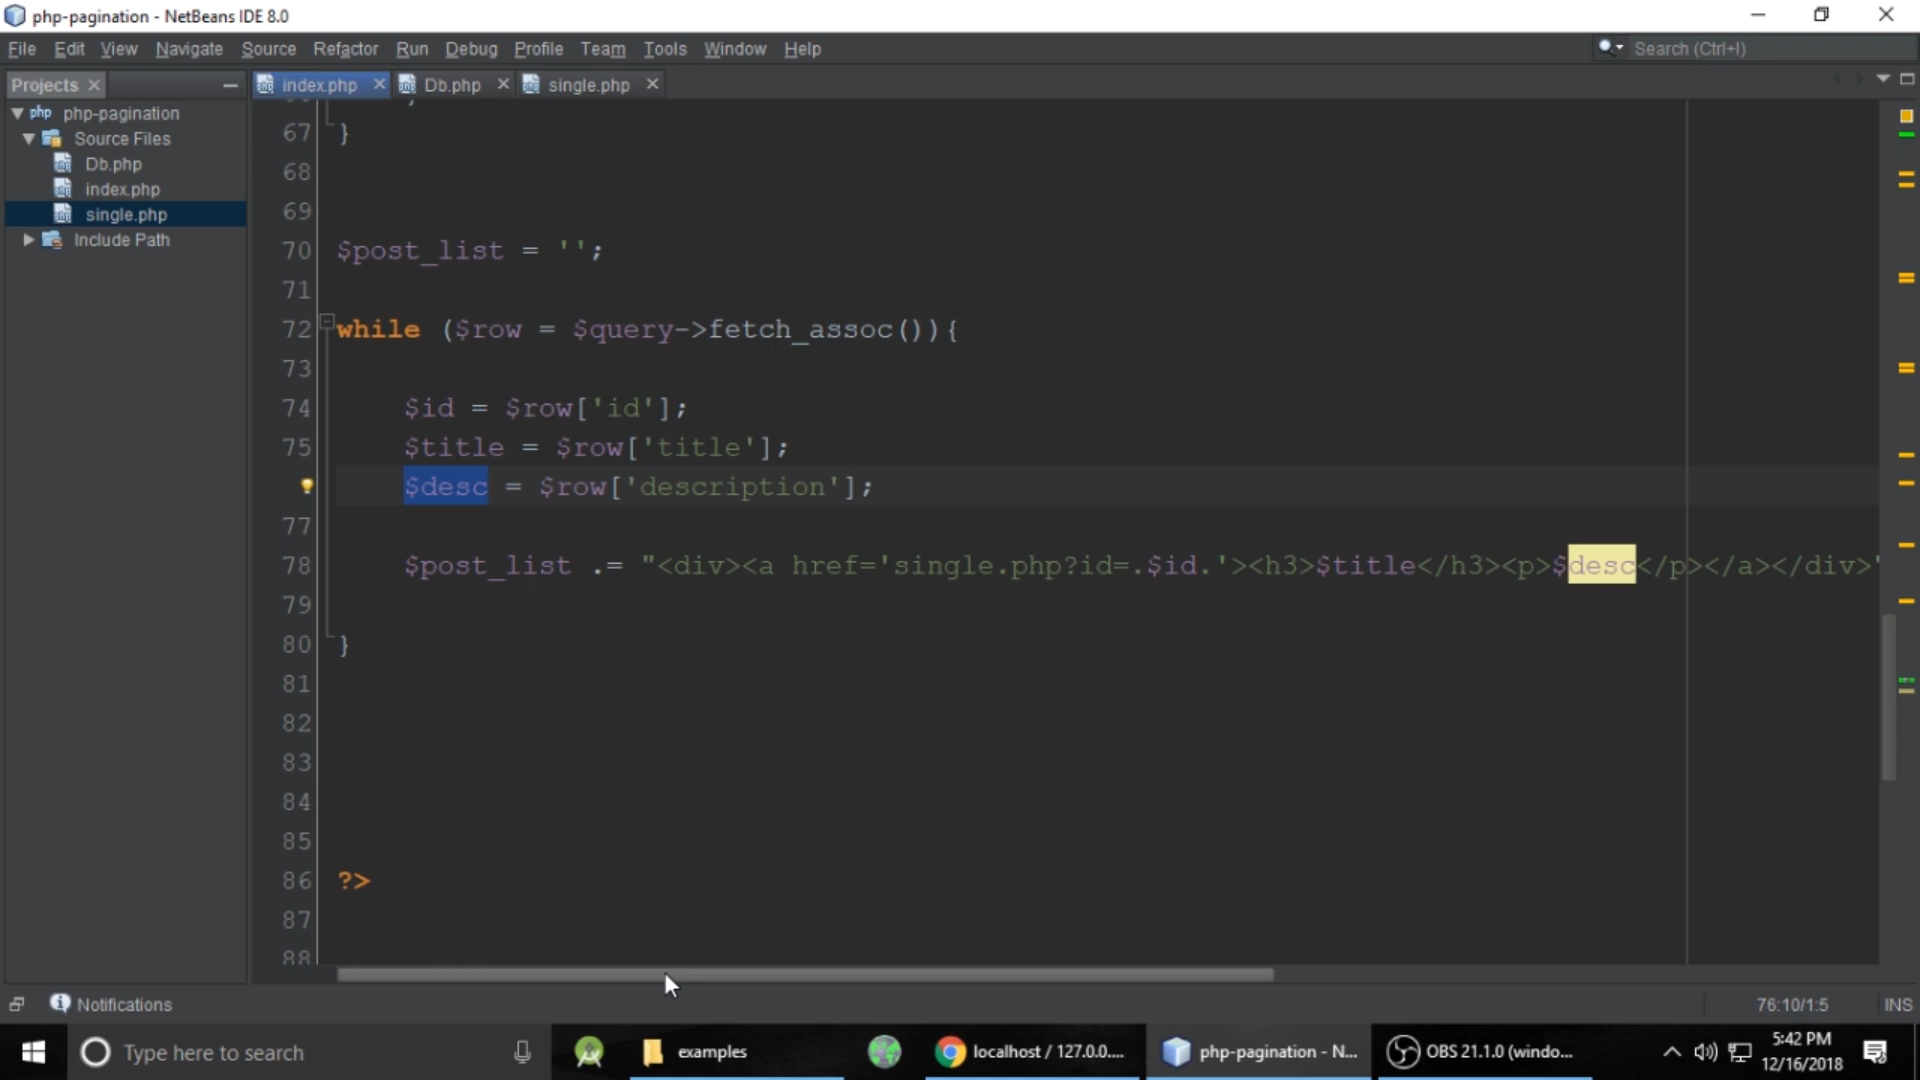 php-pagination - NetBeans IDE 8.0
File Edit View Navigate Source Refactor Run Debug Profile Team Tools Window Help
Search (Ctrl+I)
Projects
index.php
Db.php
single.php
php-pagination
Source Files
Db.php
index.php
single.php
Include Path
67 }
68
69
70 $post_list = '';
71
72 while ($row = $query->fetch_assoc()){
73
74 $id = $row['id'];
75 $title = $row['title'];
$desc = $row['description'];
77
78 $post_list .= "<div><a href='single.php?id=.$id.'><h3>$title</h3><p>$desc</p></a></div>"
79
80 }
81
82
83
84
85
86 ?>
87
88
Notifications
76:10/1:5 INS
Type here to search
examples
localhost / 127.0.0....
php-pagination - N...
OBS 21.1.0 (windo...
5:42 PM
12/16/2018